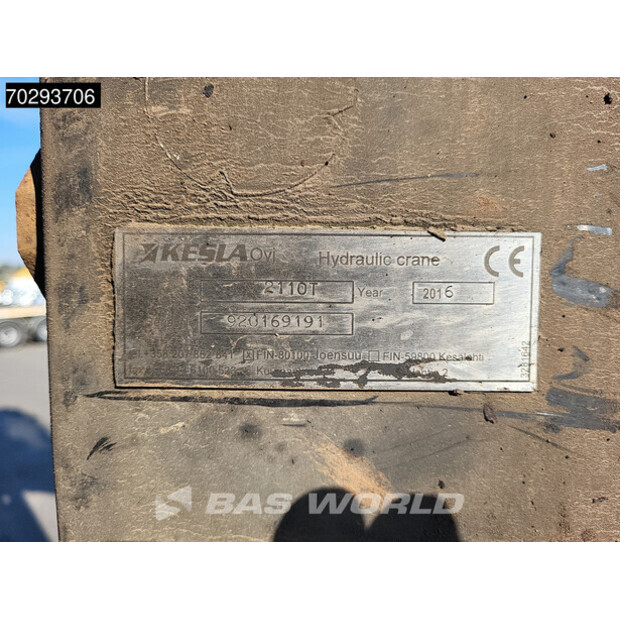 70293706
KESLA Oyj Hydraulic crane CE
2110T Year 2016
920169191
FIN-80100 Joensuu FIN-59800 Kesälahti
BAS WORLD